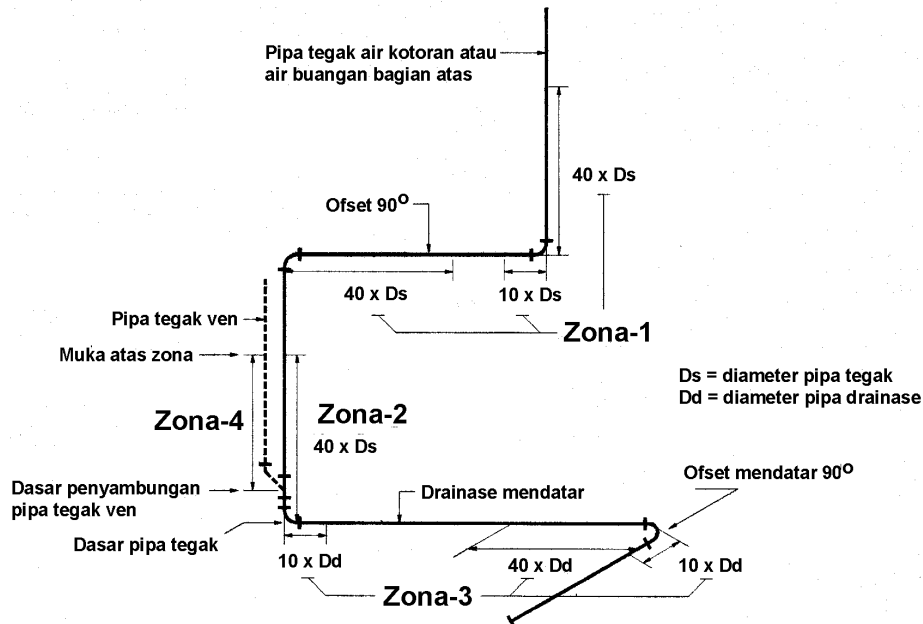 Pipa tegak air kotoran atau
air buangan bagian atas
40 x Ds
Ofset 90o
40 x Ds
10 x Ds
Zona-1
Pipa tegak ven
Muka atas zona
Ds = diameter pipa tegak
Dd = diameter pipa drainase
Zona-4
Zona-2
40 x Ds
Ofset mendatar 90o
Dasar penyambungan
pipa tegak ven
Drainase mendatar
Dasar pipa tegak
10 x Dd
40 x Dd
10 x Dd
Zona-3